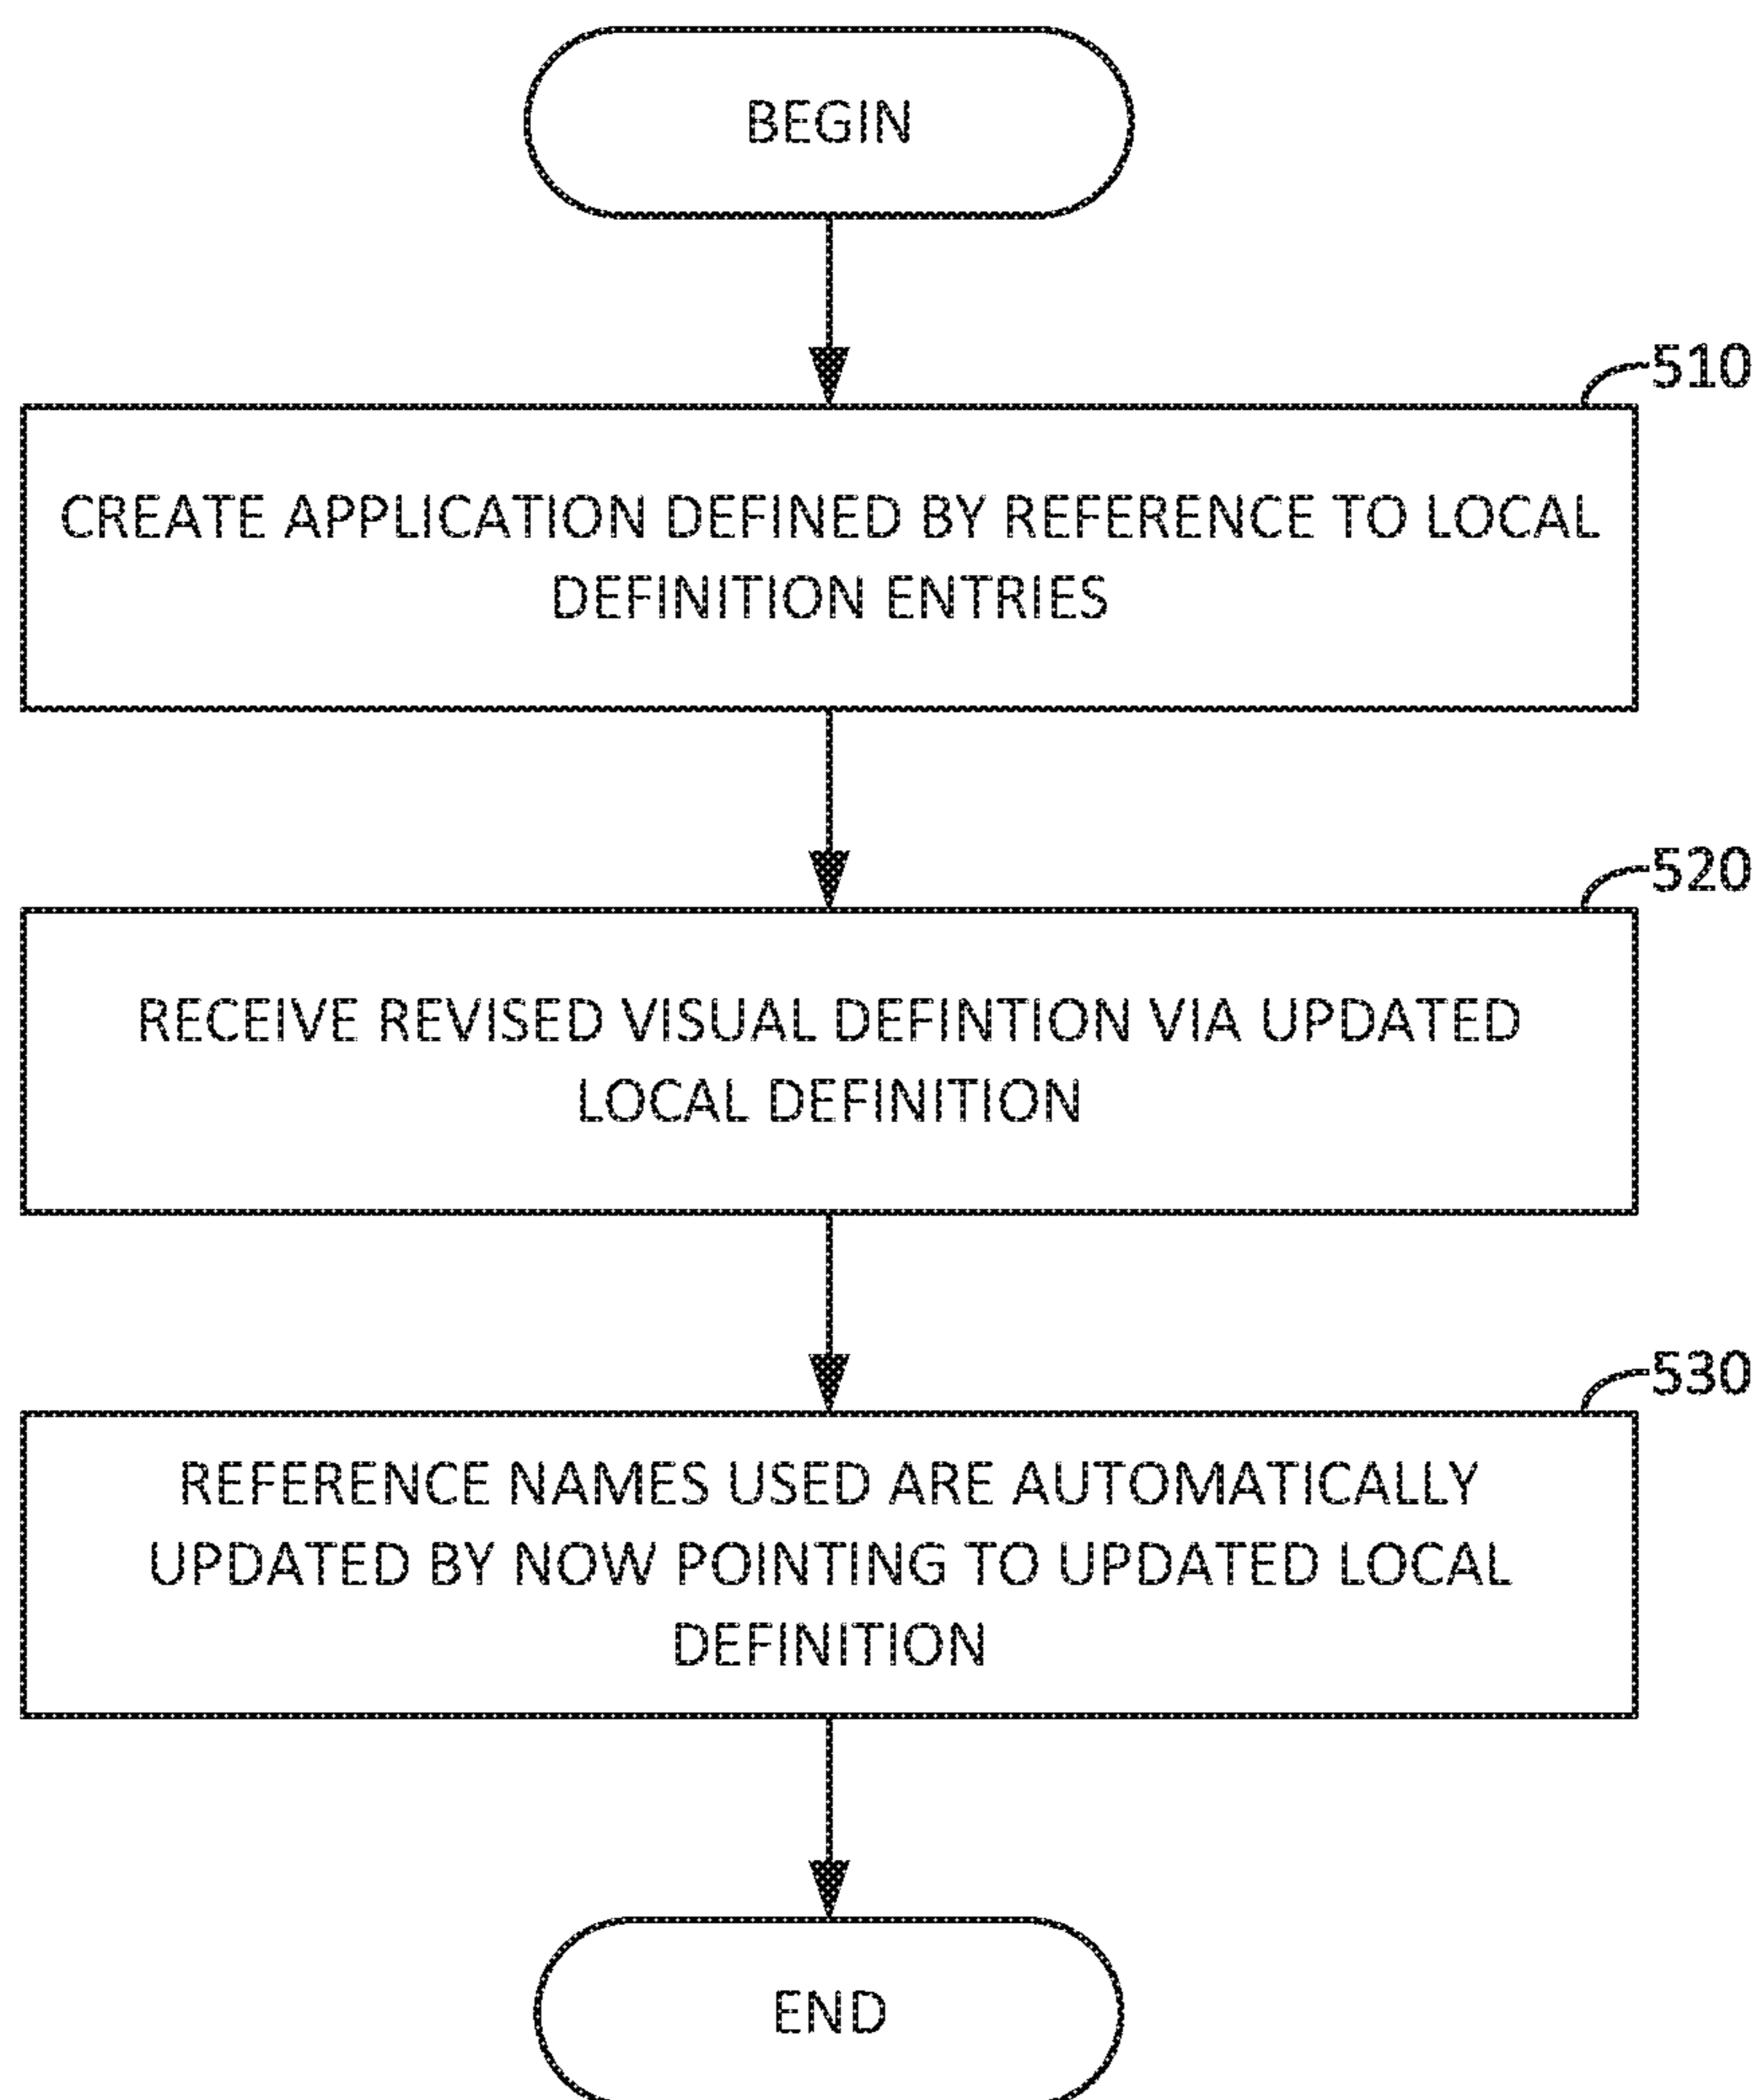 BEGIN
510
CREATE APPLICATION DEFINED BY REFERENCE TO LOCAL
DEFINITION ENTRIES
520
RECEIVE REVISED VISUAL DEFINTION VIA UPDATED
LOCAL DEFINITION
530
REFERENCE NAMES USED ARE AUTOMATICALLY
UPDATED BY NOW POINTING TO UPDATED LOCAL
DEFINITION
END